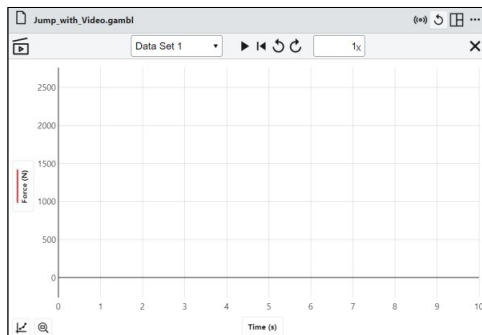 Jump_with_Video.gambl
Data Set 1
1x
2500
2000
1500
1000
500
0
Force (N)
0 1 2 3 4 5 6 7 8 9 10
Time (s)